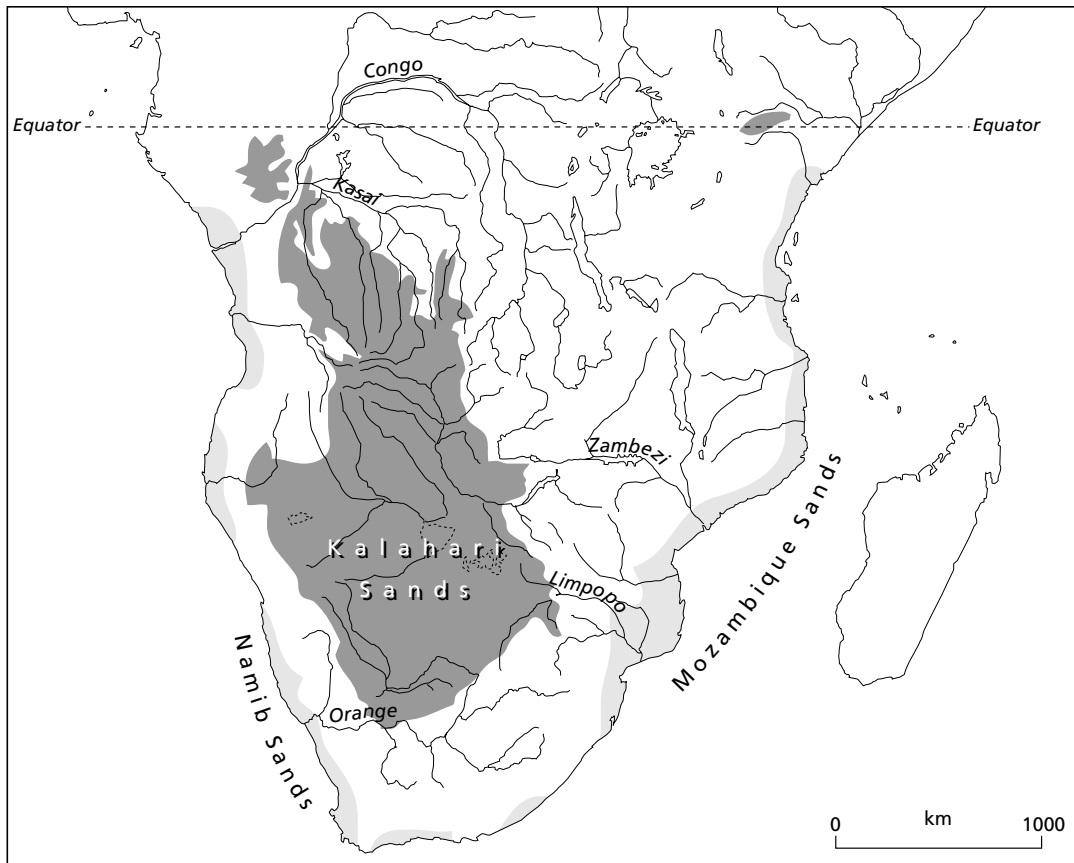 Congo
Equator
Equator
Kasai
Zambezi
Kalahari
Sands
Limpopo
Mozambique Sands
Namib Sands
Orange
km
0 1000